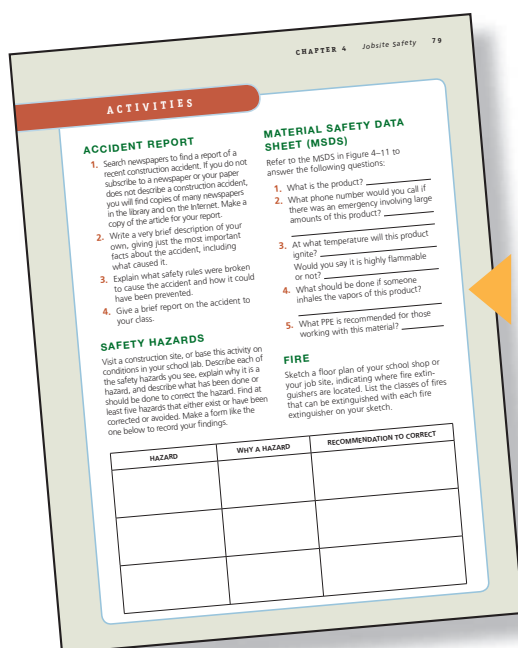 CHAPTER 4 Jobsite Safety 79
ACTIVITIES
ACCIDENT REPORT
1. Search newspapers to find a report of a
recent construction accident. If you do not
subscribe to a newspaper or your paper
does not describe a construction accident,
you will find copies of many newspapers
in the library and on the Internet. Make a
copy of the article for your report.
2. Write a very brief description of your
own, giving just the most important
facts about the accident, including
what caused it.
3. Explain what safety rules were broken
to cause the accident and how it could
have been prevented.
4. Give a brief report on the accident to
your class.
SAFETY HAZARDS
Visit a construction site, or base this activity on
conditions in your school lab. Describe each of
the safety hazards you see, explain why it is a
hazard, and describe what has been done or
should be done to correct the hazard. Find at
least five hazards that either exist or have been
corrected or avoided. Make a form like the
one below to record your findings.
MATERIAL SAFETY DATA
SHEET (MSDS)
Refer to the MSDS in Figure 4–11 to
answer the following questions:
1. What is the product?
2. What phone number would you call if
there was an emergency involving large
amounts of this product?
3. At what temperature will this product
ignite?
Would you say it is highly flammable
or not?
4. What should be done if someone
inhales the vapors of this product?
5. What PPE is recommended for those
working with this material?
FIRE
Sketch a floor plan of your school shop or
your job site, indicating where fire extin-
guishers are located. List the classes of fires
that can be extinguished with each fire
extinguisher on your sketch.
HAZARD WHY A HAZARD RECOMMENDATION TO CORRECT